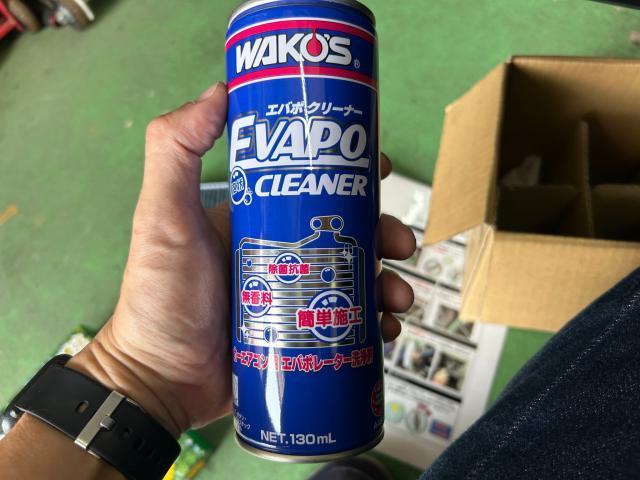 WAKO'S®
エバポクリーナー
EVAPO
CLEANER
除菌抗菌
無香料
簡単施工
カーエアコン用エバポレーター洗浄剤
NET.130mL